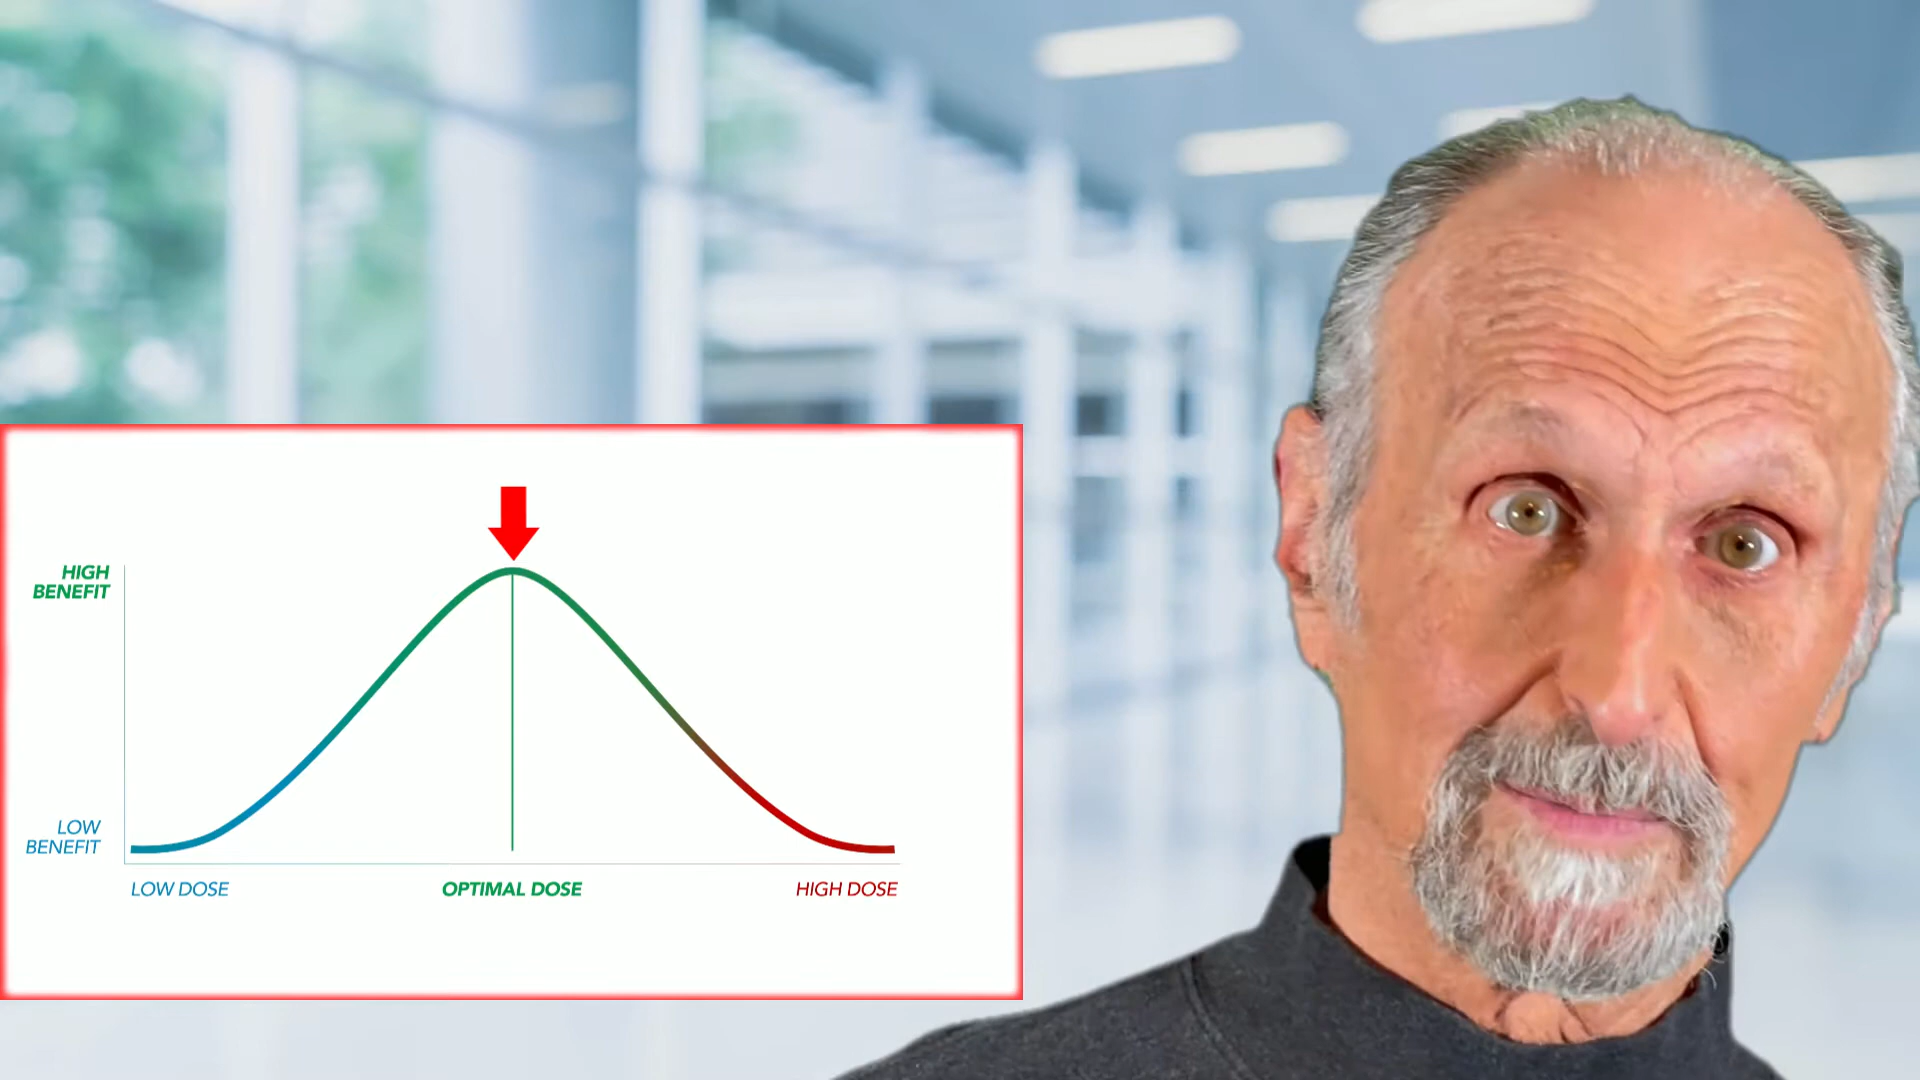 HIGH
BENEFIT
LOW
BENEFIT
LOW DOSE
OPTIMAL DOSE
HIGH DOSE